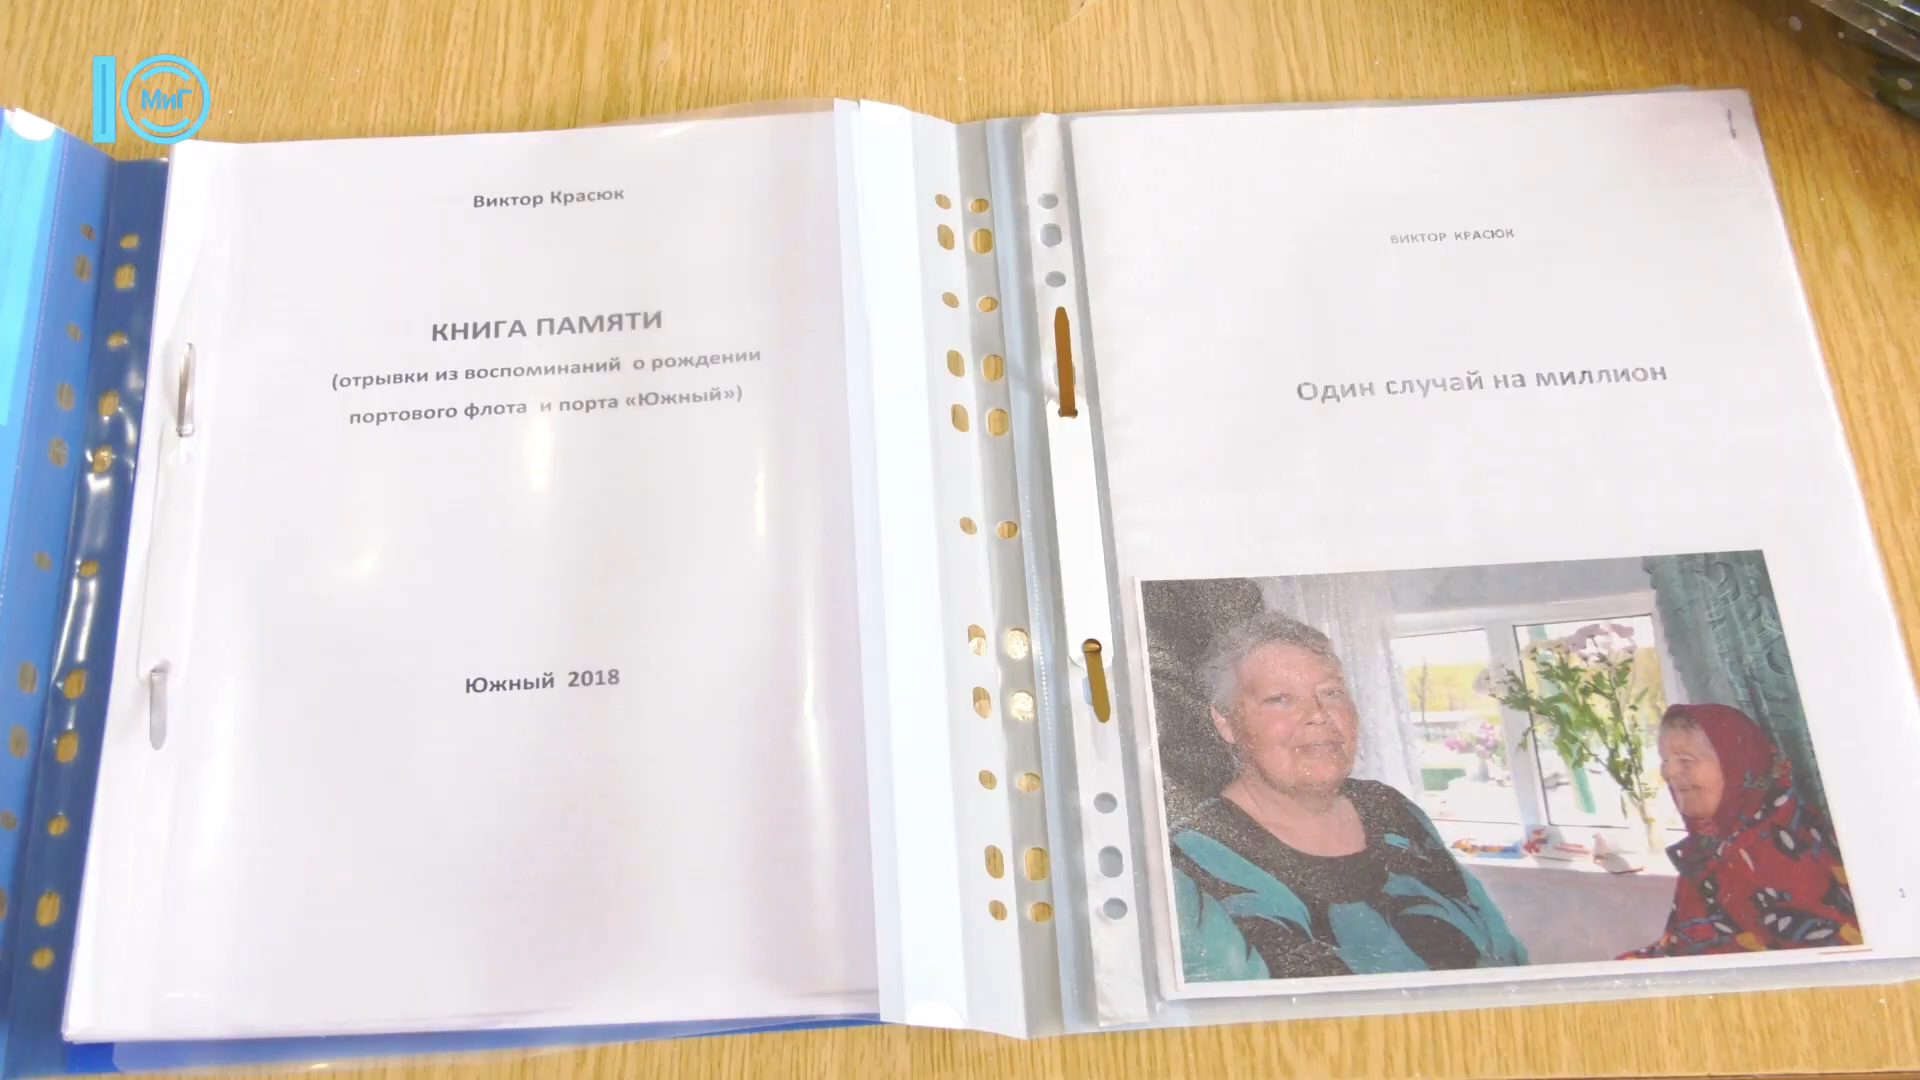 МиГ
Виктор Красюк
КНИГА ПАМЯТИ
(отрывки из воспоминаний о рождении
портового флота и порта «Южный»)
Южный 2018
ВИКТОР КРАСЮК
Один случай на миллион
1